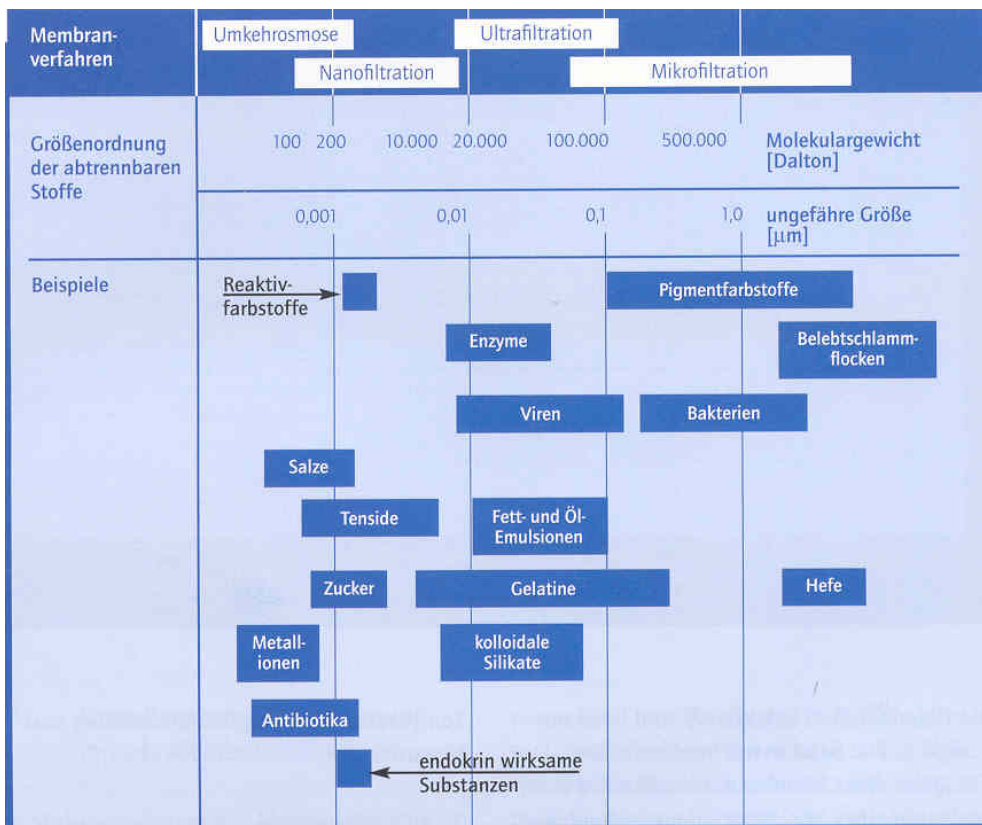 Membran-
verfahren
Umkehrosmose
Ultrafiltration
Nanofiltration
Mikrofiltration
Größenordnung
der abtrennbaren
Stoffe
100 200 10.000 20.000 100.000 500.000
Molekulargewicht
[Dalton]
0,001 0,01 0,1 1,0
ungefähre Größe
[µm]
Beispiele
Reaktiv-
farbstoffe
Pigmentfarbstoffe
Enzyme
Belebtschlamm-
flocken
Viren
Bakterien
Salze
Tenside
Fett- und Öl-
Emulsionen
Zucker
Gelatine
Hefe
Metall-
ionen
kolloidale
Silikate
Antibiotika
endokrin wirksame
Substanzen